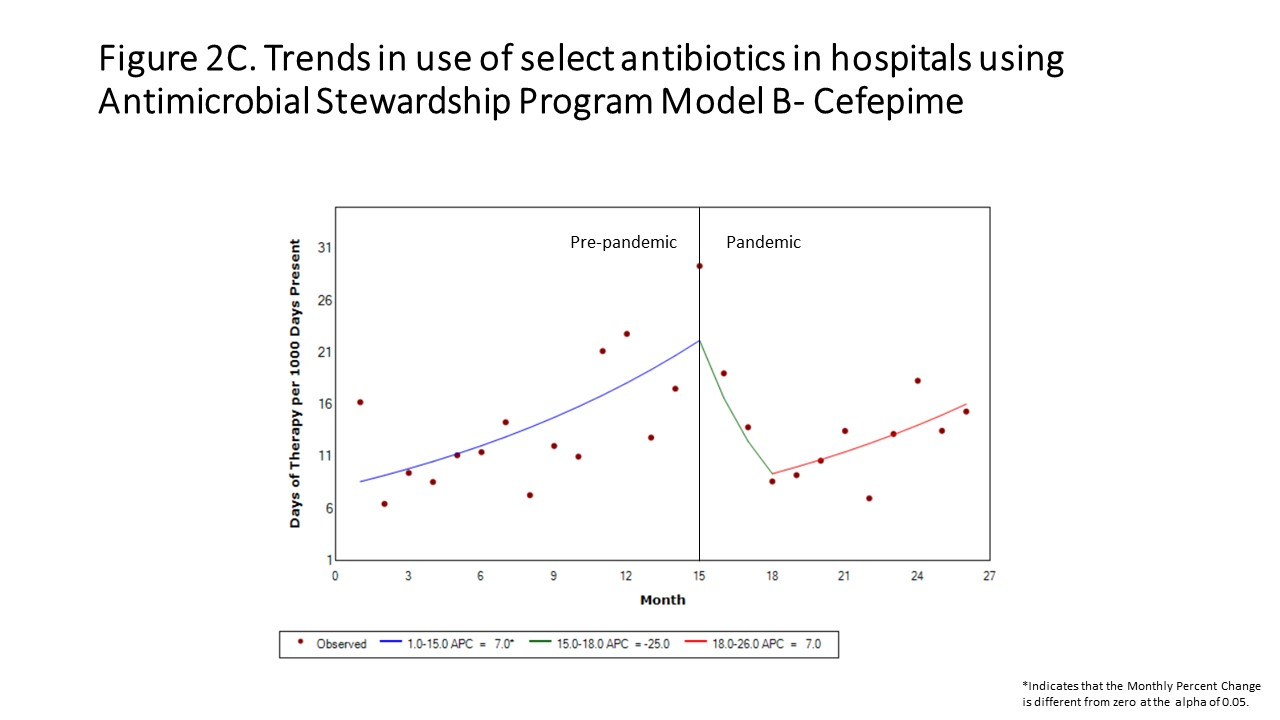 Figure 2C. Trends in use of select antibiotics in hospitals using
Antimicrobial Stewardship Program Model B- Cefepime
Pre-pandemic
Pandemic
Days of Therapy per 1000 Days Present
31
26
21
16
11
6
1
0 3 6 9 12 15 18 21 24 27
Month
Observed 1.0-15.0 APC = 7.0* 15.0-18.0 APC = -25.0 18.0-26.0 APC = 7.0
*Indicates that the Monthly Percent Change
is different from zero at the alpha of 0.05.